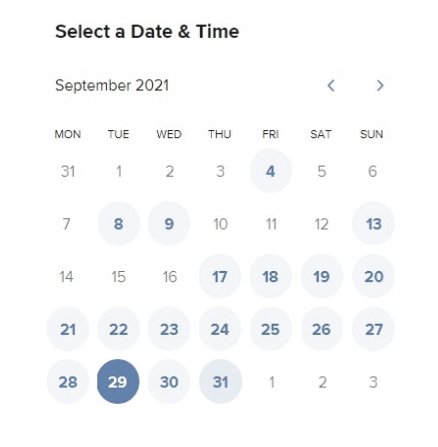 Select a Date & Time
September 2021
MON TUE WED THU FRI SAT SUN
31 1 2 3 4 5 6
7 8 9 10 11 12 13
14 15 16 17 18 19 20
21 22 23 24 25 26 27
28 29 30 31 1 2 3